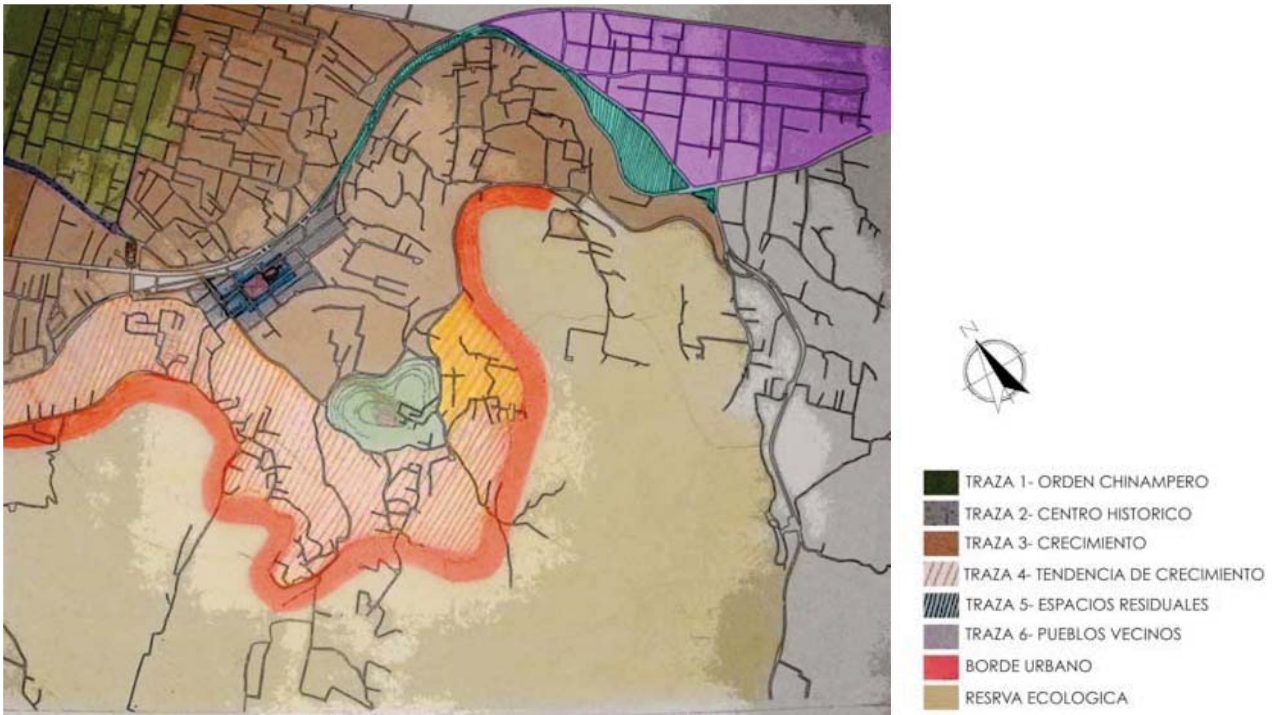 N
TRAZA 1- ORDEN CHINAMPERO
TRAZA 2- CENTRO HISTORICO
TRAZA 3- CRECIMIENTO
TRAZA 4- TENDENCIA DE CRECIMIENTO
TRAZA 5- ESPACIOS RESIDUALES
TRAZA 6- PUEBLOS VECINOS
BORDE URBANO
RESRVA ECOLOGICA